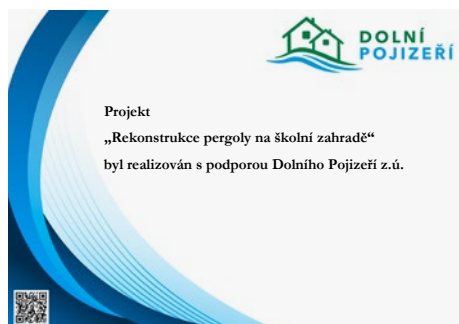 DOLNÍ
POJIZEŘÍ
Projekt
„Rekonstrukce pergoly na školní zahradě“
byl realizován s podporou Dolního Pojizeří z.ú.